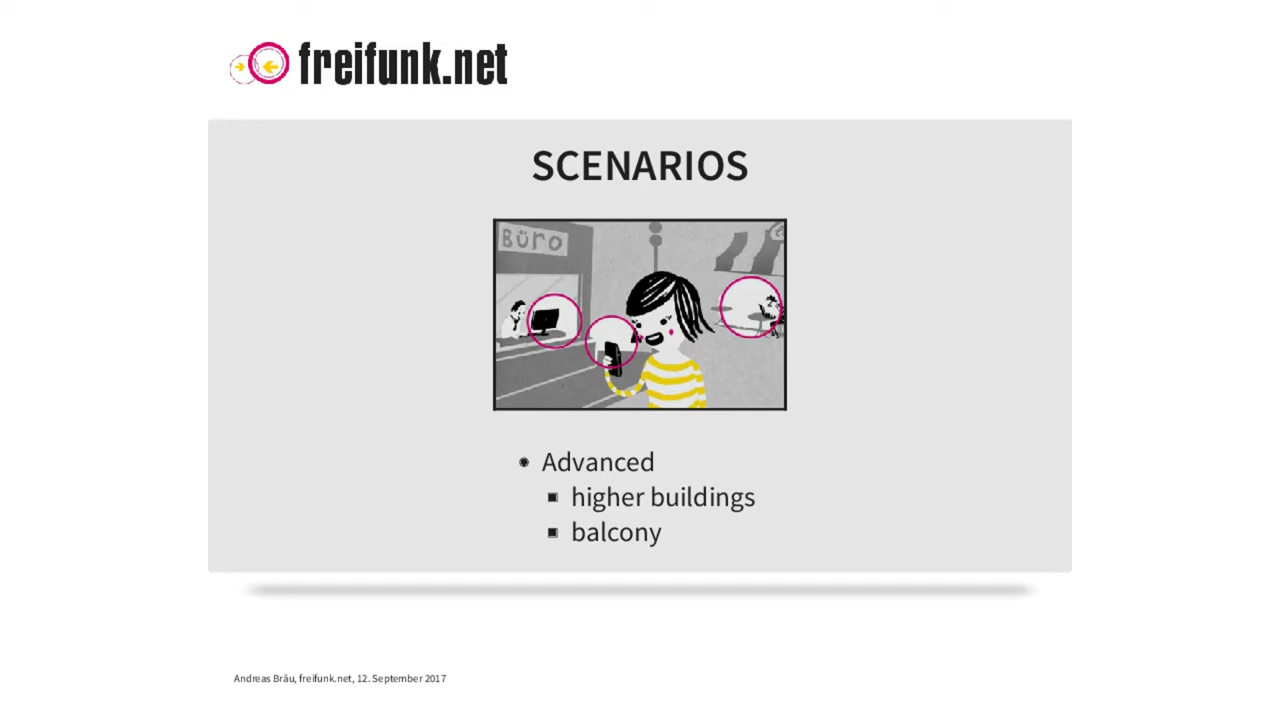 freifunk.net
SCENARIOS
Büro
Advanced
higher buildings
balcony
Andreas Bräu, freifunk.net, 12. September 2017